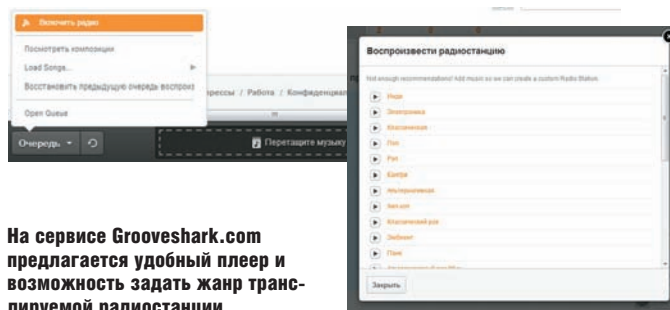 Включить радио
Посмотреть композиции
Load Songs...
Восстановить предыдущую очередь воспроиз
Open Queue
рессы / Работа / Конфиденциал
Очередь
Перетащите музыку
Воспроизвести радиостанцию
Not enough recommendations! Add music so we can create a custom Radio Station.
Инди
Электроника
Классическая
Поп
Рэп
Кантри
Альтернативная
Хип-хоп
Классический рок
Эмбиент
Панк
Закрыть
На сервисе Grooveshark.com
предлагается удобный плеер и
возможность задать жанр транс-
лируемой радиостанции